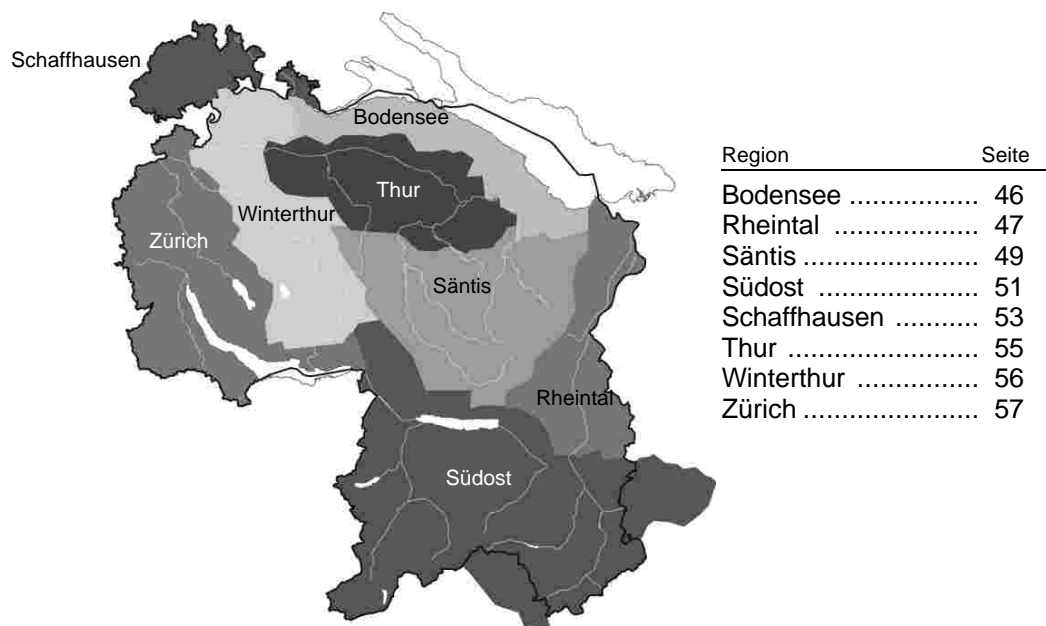 Schaffhausen
Bodensee
Thur
Winterthur
Zürich
Säntis
Rheintal
Südost
Region Seite
Bodensee ................... 46
Rheintal ..................... 47
Säntis ......................... 49
Südost ....................... 51
Schaffhausen ........... 53
Thur ........................... 55
Winterthur ................. 56
Zürich ......................... 57